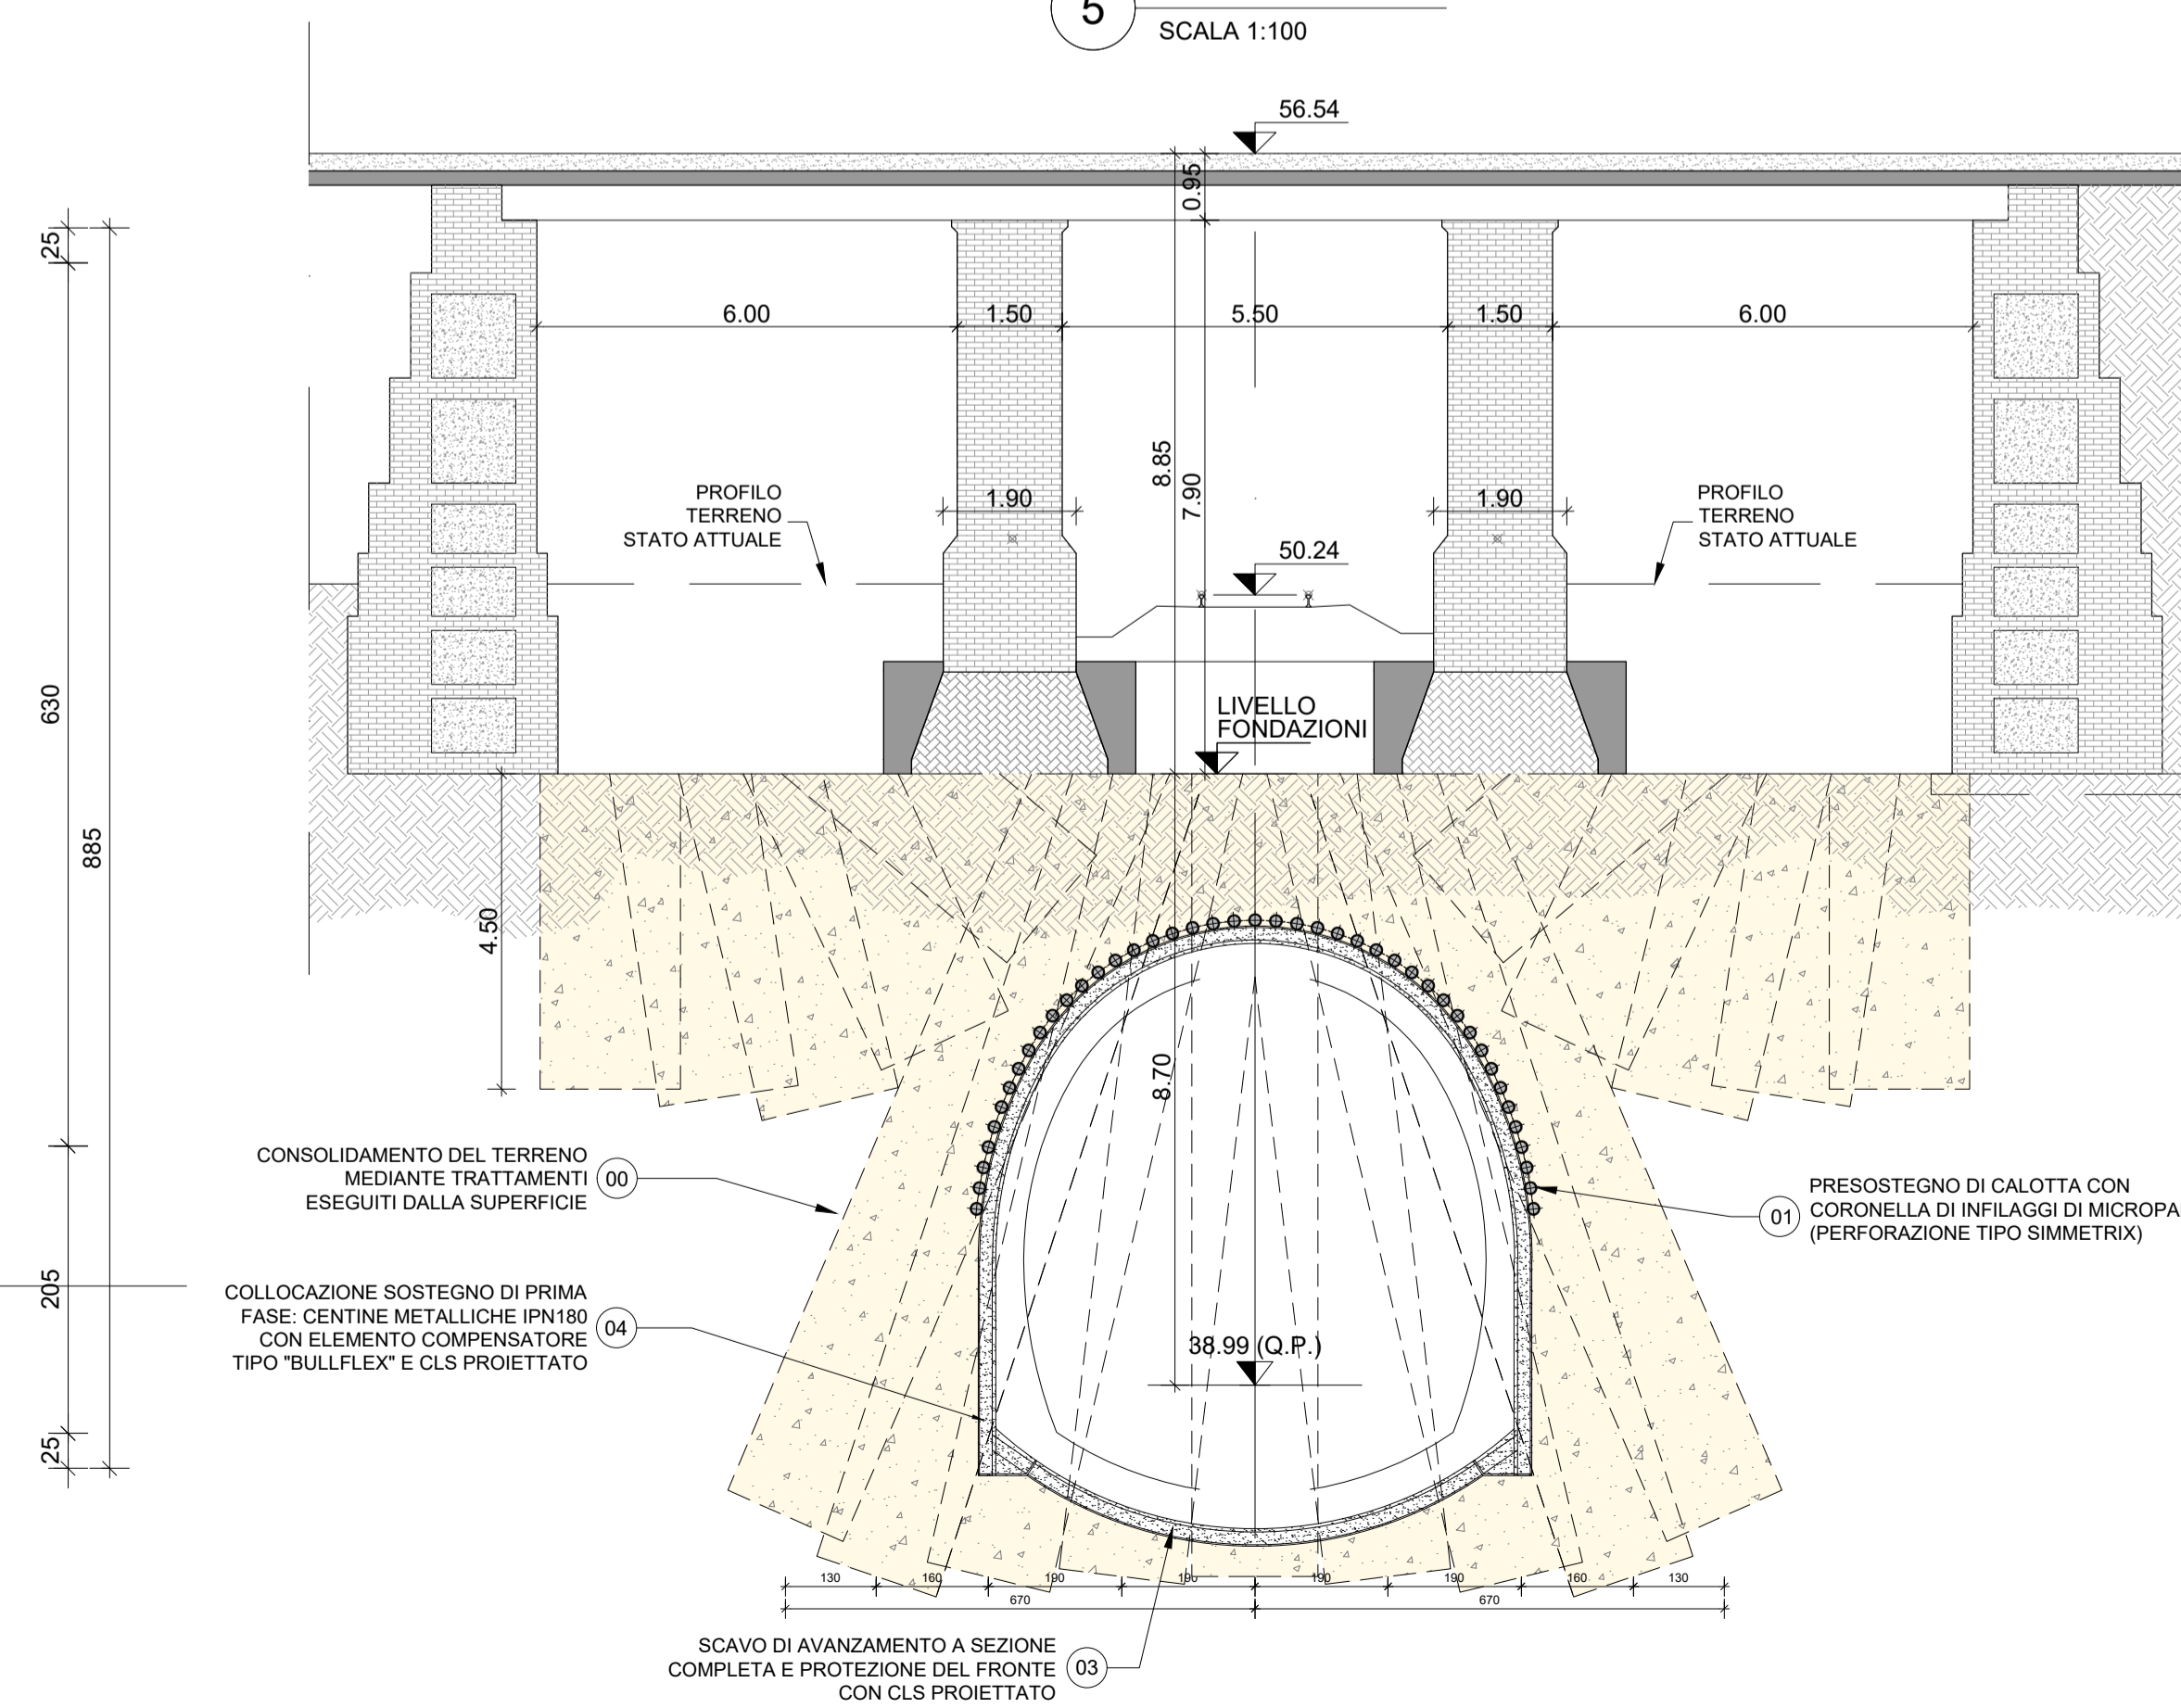 5
SCALA 1:100
56.54
0.95
25
6.00
1.50
5.50
1.50
6.00
8.85
7.90
PROFILO
TERRENO
STATO ATTUALE
1.90
1.90
PROFILO
TERRENO
STATO ATTUALE
50.24
630
LIVELLO
FONDAZIONI
885
4.50
8.70
CONSOLIDAMENTO DEL TERRENO
MEDIANTE TRATTAMENTI
ESEGUITI DALLA SUPERFICIE
00
01
PRESOSTEGNO DI CALOTTA CON
CORONELLA DI INFILAGGI DI MICROPA
(PERFORAZIONE TIPO SIMMETRIX)
205
COLLOCAZIONE SOSTEGNO DI PRIMA
FASE: CENTINE METALLICHE IPN180
CON ELEMENTO COMPENSATORE
TIPO "BULLFLEX" E CLS PROIETTATO
04
38.99 (Q.P.)
25
130 160 190 190 190 190 160 130
670 670
SCAVO DI AVANZAMENTO A SEZIONE
COMPLETA E PROTEZIONE DEL FRONTE
CON CLS PROIETTATO
03